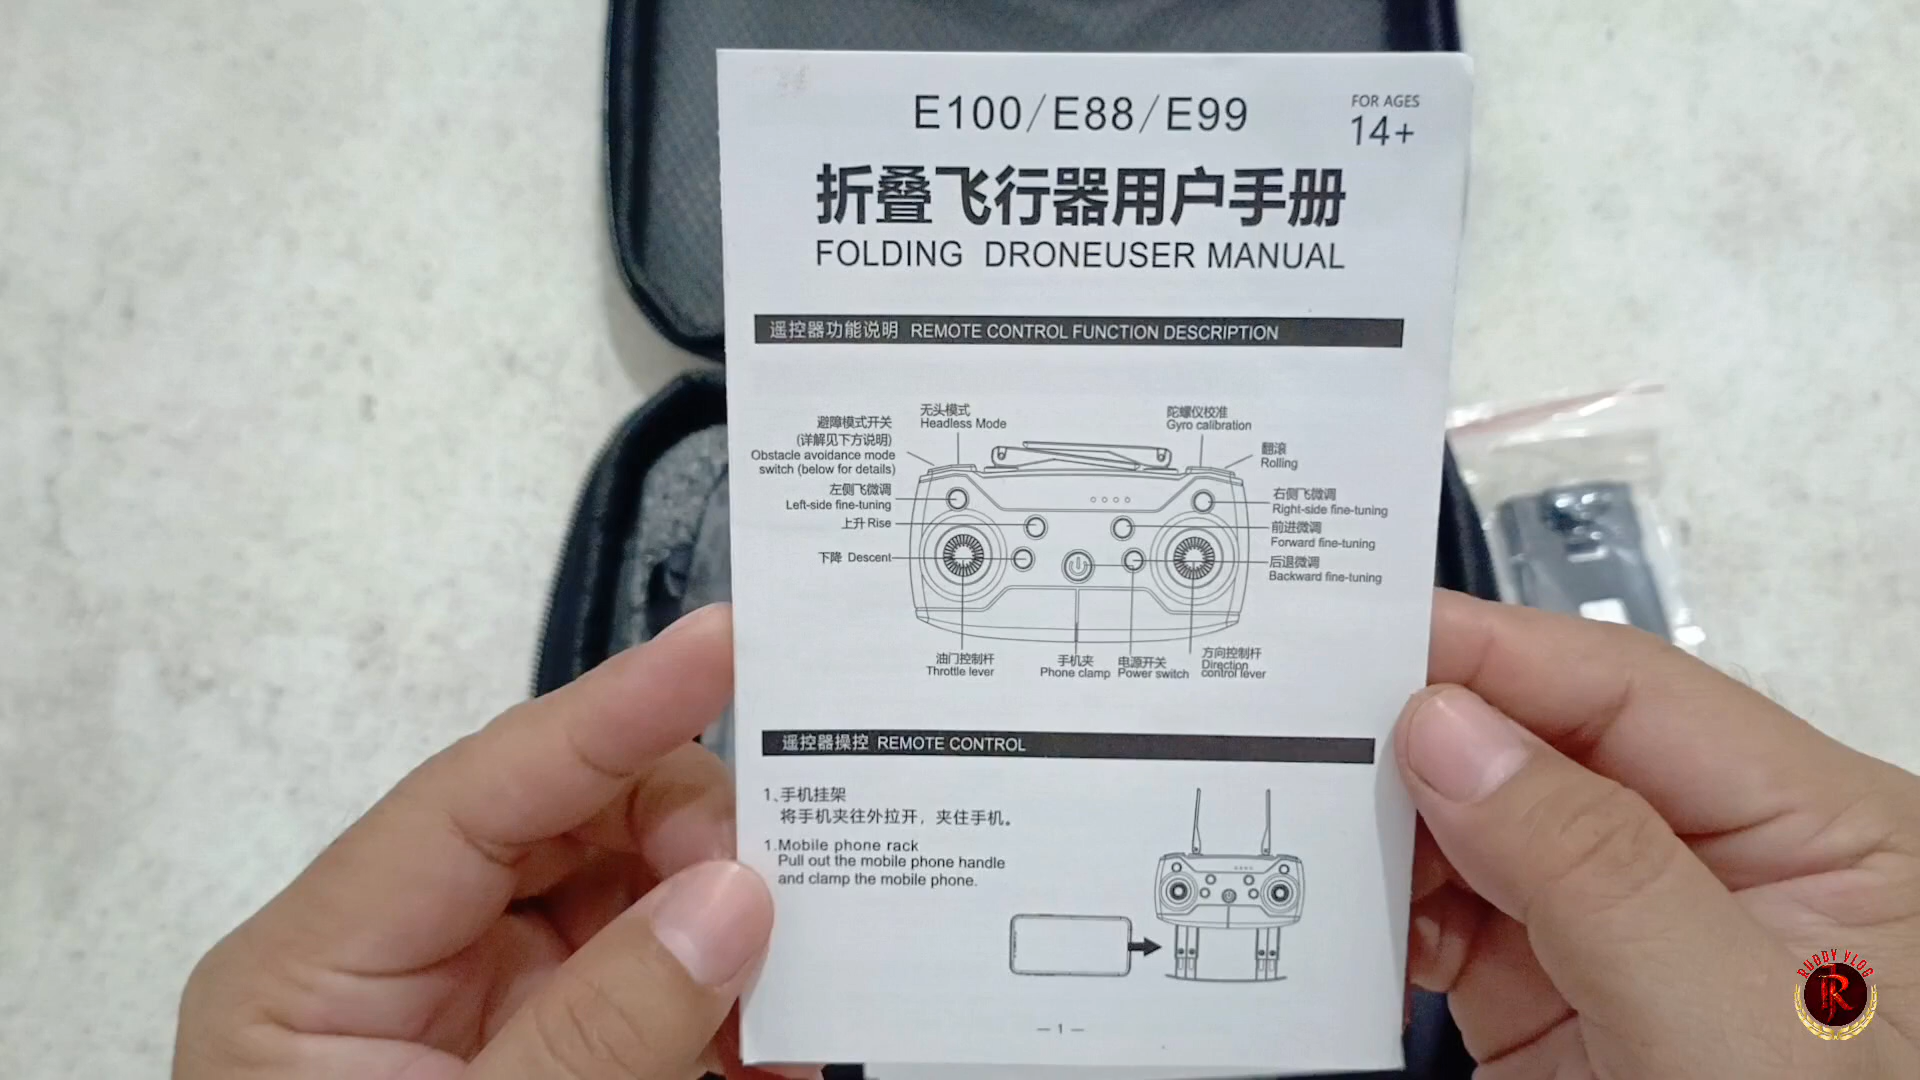 E100/E88/E99
FOR AGES
14+
折叠飞行器用户手册
FOLDING DRONEUSER MANUAL
遥控器功能说明 REMOTE CONTROL FUNCTION DESCRIPTION
无头模式
Headless Mode
陀螺仪校准
Gyro calibration
避障模式开关
(详解见下方说明)
Obstacle avoidance mode
switch (below for details)
翻滚
Rolling
左侧飞微调
Left-side fine-tuning
右侧飞微调
Right-side fine-tuning
上升 Rise
前进微调
Forward fine-tuning
下降 Descent
后退微调
Backward fine-tuning
油门控制杆
Throttle lever
手机夹
Phone clamp
电源开关
Power switch
方向控制杆
Direction
control lever
遥控器操控 REMOTE CONTROL
1、手机挂架
将手机夹往外拉开，夹住手机。
1.Mobile phone rack
Pull out the mobile phone handle
and clamp the mobile phone.
— 1 —
RUDDY VLOG
R